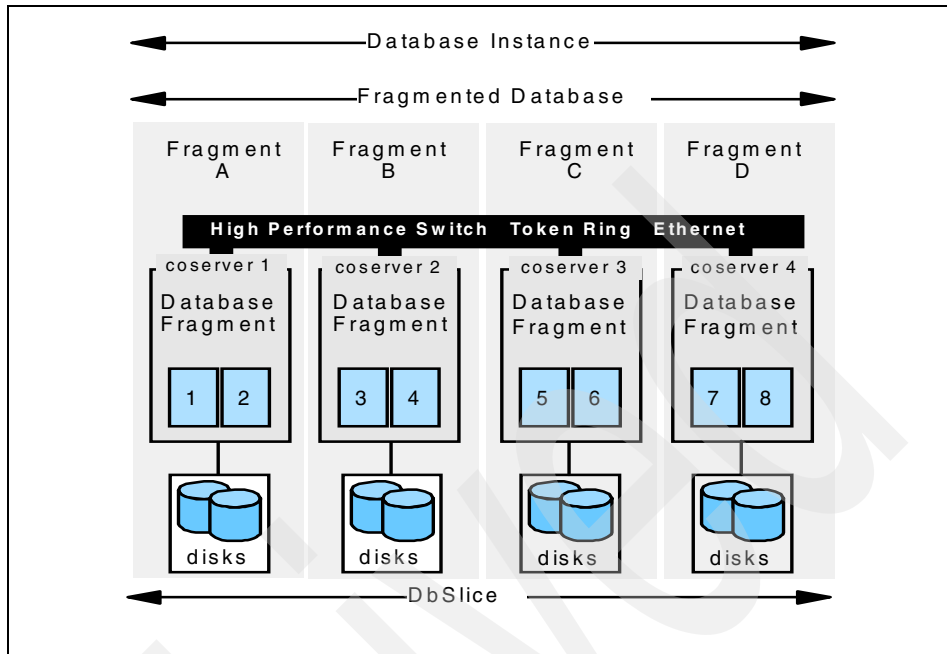 Database Instance
Fragmented Database
Fragment A
Fragment B
Fragment C
Fragment D
High Performance Switch Token Ring Ethernet
coserver 1
coserver 2
coserver 3
coserver 4
Database Fragment
Database Fragment
Database Fragment
Database Fragment
1 2
3 4
5 6
7 8
disks
disks
disks
disks
DbSlice